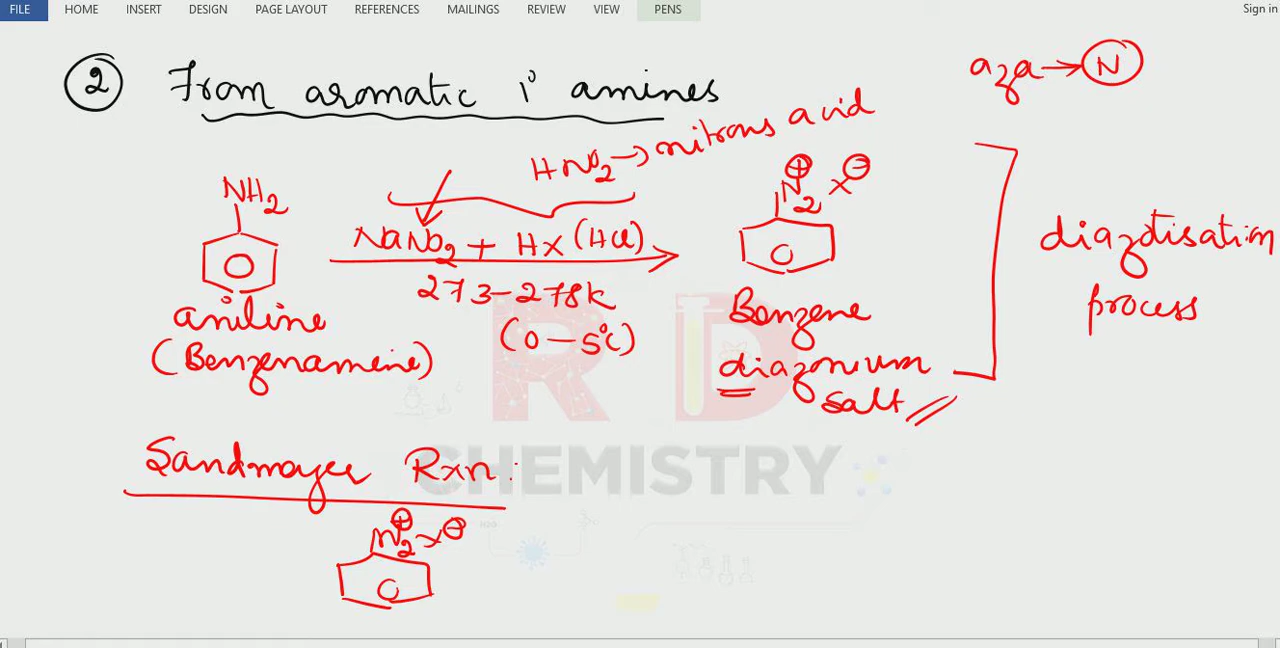 FILE HOME INSERT DESIGN PAGE LAYOUT REFERENCES MAILINGS REVIEW VIEW PENS Sign in
2 From aromatic 1° amines
aza → N
HNO2 → nitrous acid
NH2
NaNO2 + HX (HCl)
273-278K
(0-5°C)
aniline
(Benzenamine)
N2 ⊕ X ⊖
Benzene
diazonium
salt
diazotisation
process
RD
CHEMISTRY
Sandmayer Rxn:
N2 ⊕ X ⊖